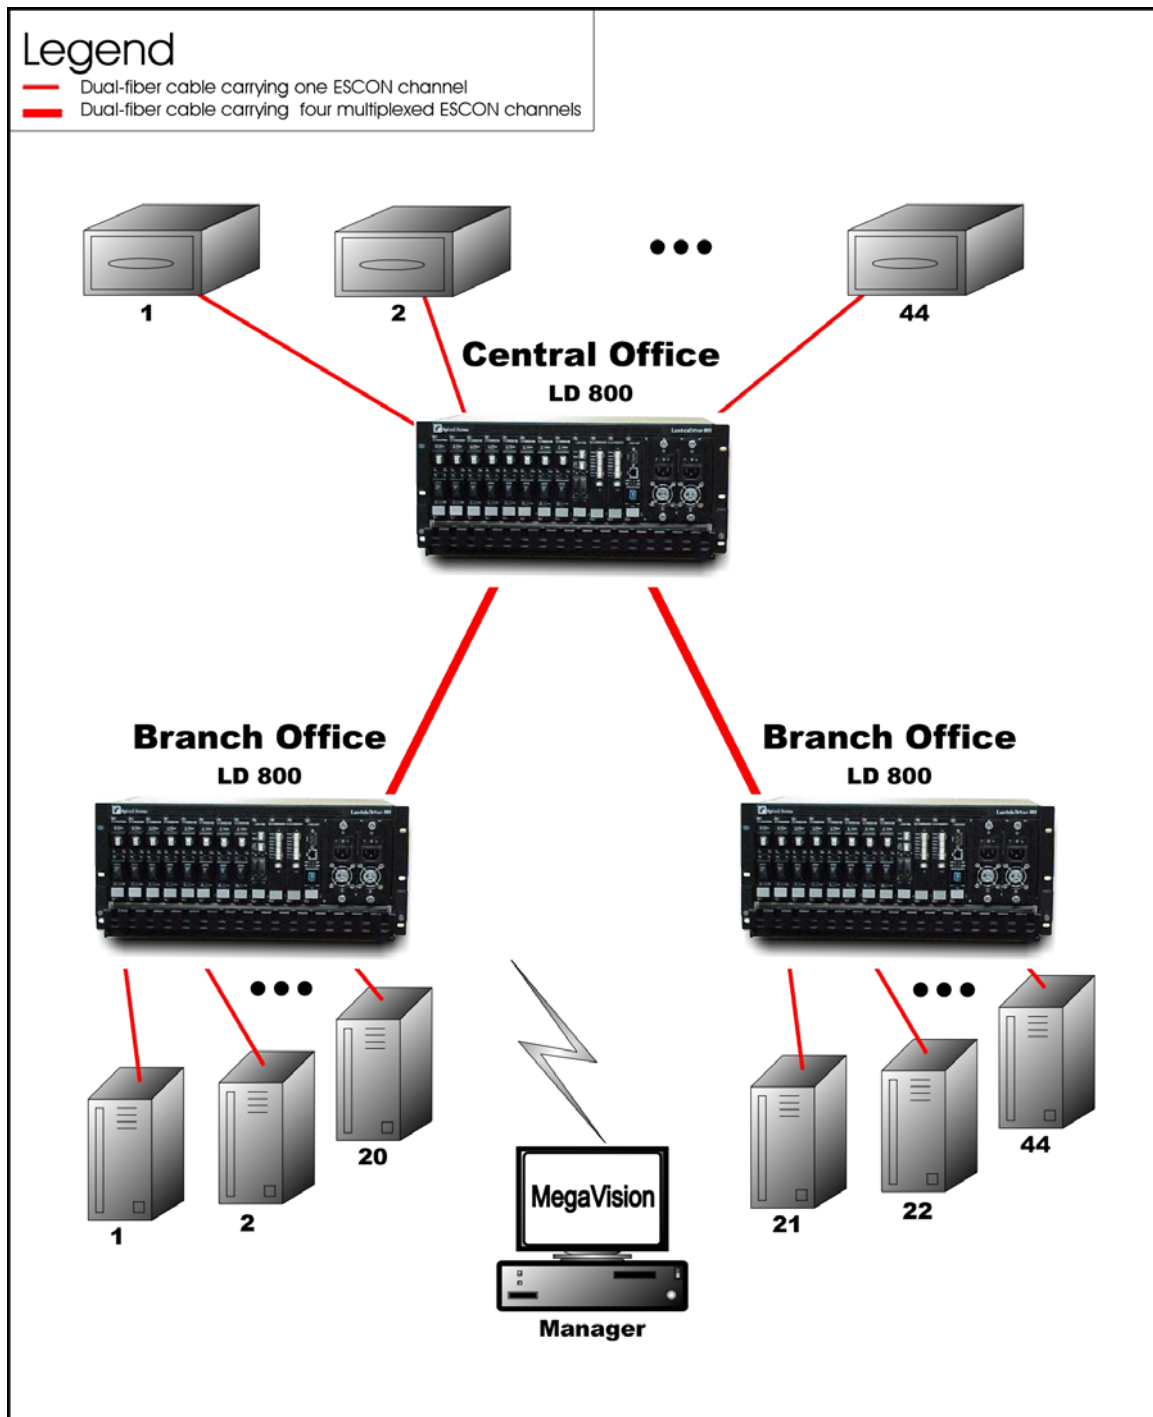 Legend
Dual-fiber cable carrying one ESCON channel
Dual-fiber cable carrying four multiplexed ESCON channels
1
2
44
Central Office
LD 800
Branch Office
LD 800
Branch Office
LD 800
20
1
2
44
21
22
MegaVision
Manager